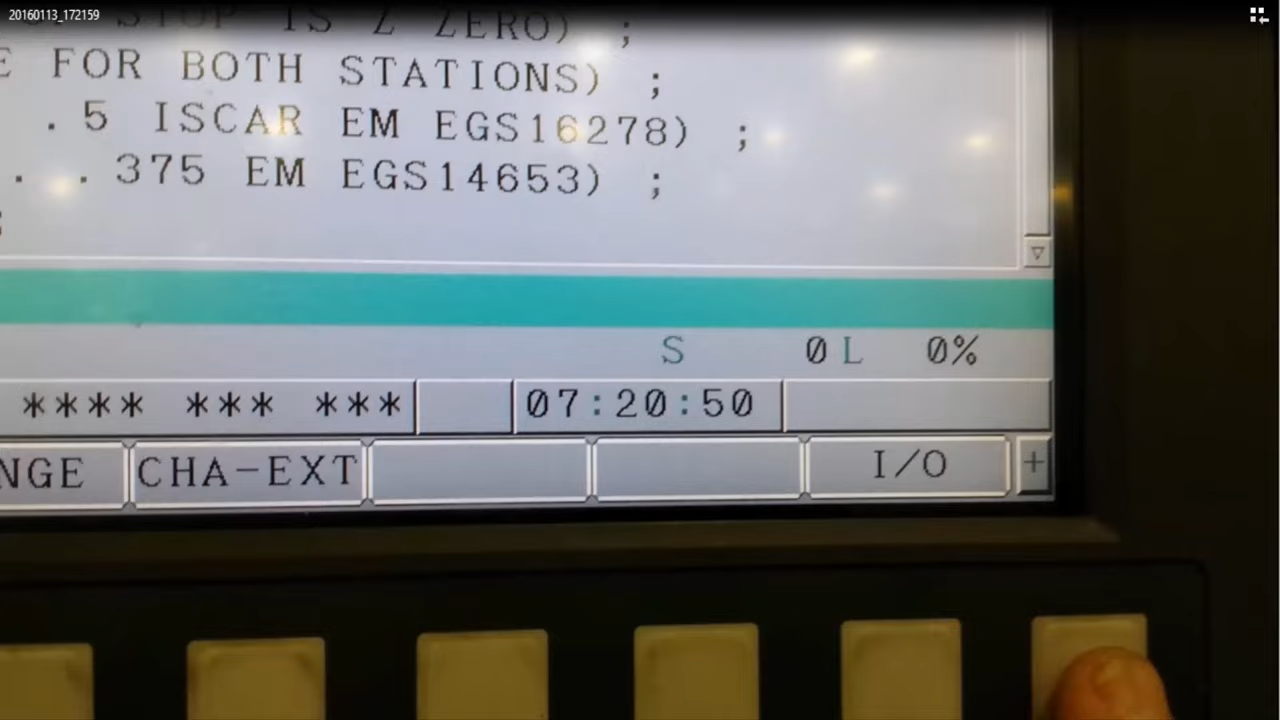 20160113_172159
STOP IS Z ZERO) ;
E FOR BOTH STATIONS) ;
.5 ISCAR EM EGS16278) ;
. .375 EM EGS14653) ;
;
S 0 L 0%
**** *** ***
07:20:50
NGE
CHA-EXT
I/O
+